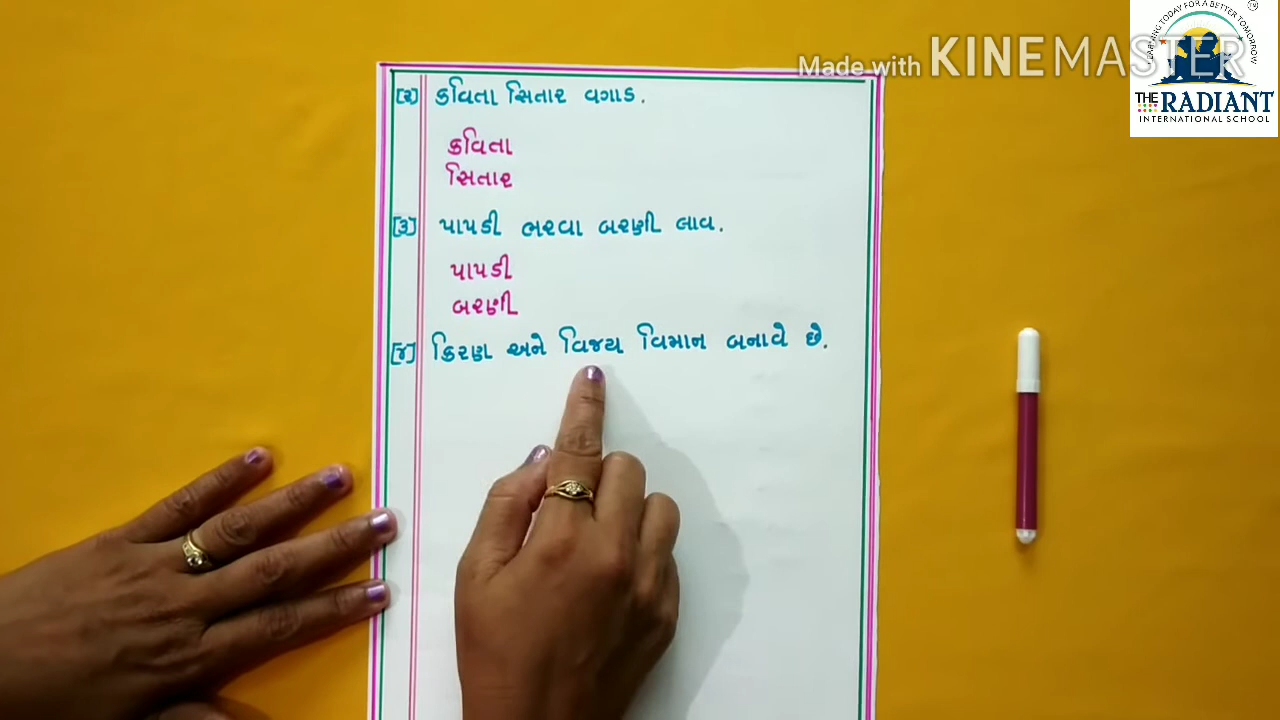 [૨] કવિતા સિતાર વગાડ.
કવિતા
સિતાર
[૩] પાપડી ભરવા બરણી લાવ.
પાપડી
બરણી
[૪] કિરણ અને વિજય વિમાન બનાવે છે.
Made with KINEMASTER
THE RADIANT
INTERNATIONAL SCHOOL